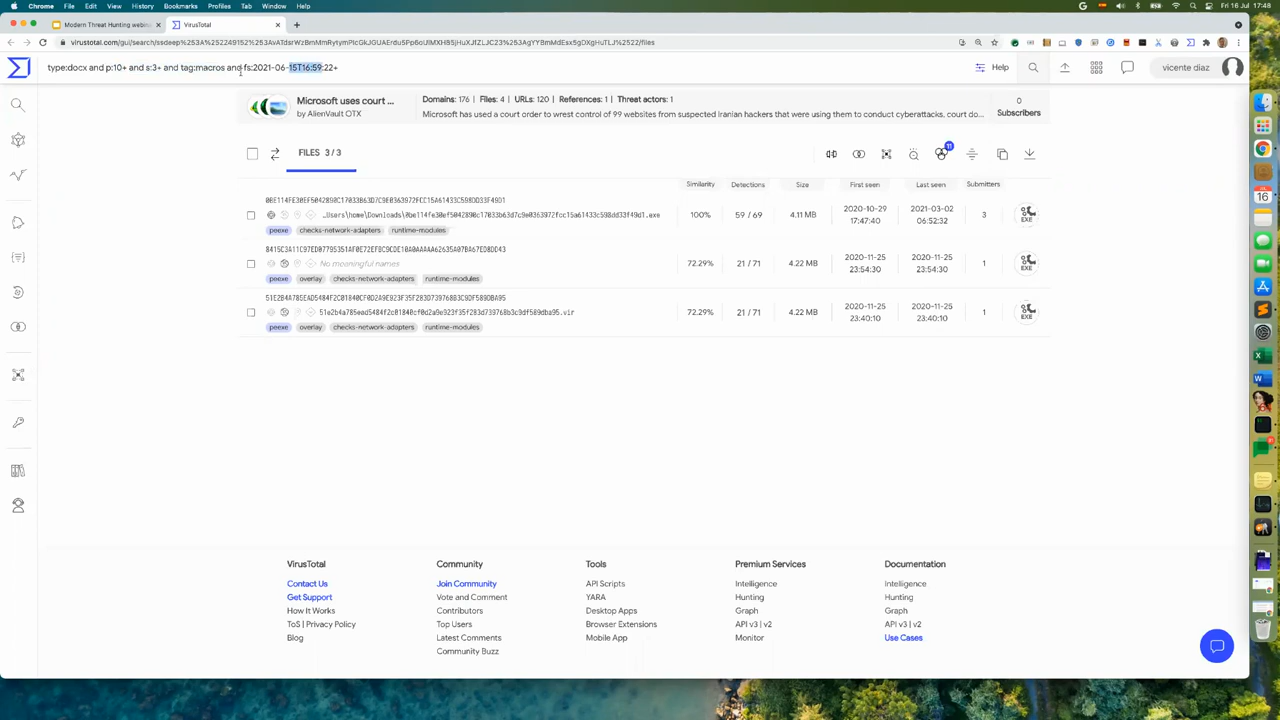 Chrome File Edit View History Bookmarks Profiles Tab Window Help
Fri 16 Jul 17:48
Modern Threat Hunting webin
VirusTotal
type:docx and p:10+ and s:3+ and tag:macros and fs:2021-06-15T16:59:22+
Help
vicente diaz
Microsoft uses court ...
by AlienVault OTX
Domains: 176 | Files: 4 | URLs: 120 | References: 1 | Threat actors: 1
Microsoft has used a court order to wrest control of 99 websites from suspected Iranian hackers that were using them to conduct cyberattacks, court do...
0
Subscribers
FILES 3 / 3
11
Similarity Detections Size First seen Last seen Submitters
100% 59 / 69 4.11 MB 2020-10-29 17:47:40 2021-03-02 06:52:32 3
EXE
peexe checks-network-adapters runtime-modules
No meaningful names
72.29% 21 / 71 4.22 MB 2020-11-25 23:54:30 2020-11-25 23:54:30 1
EXE
peexe overlay checks-network-adapters runtime-modules
72.29% 21 / 71 4.22 MB 2020-11-25 23:40:10 2020-11-25 23:40:10 1
EXE
peexe overlay checks-network-adapters runtime-modules
VirusTotal
Contact Us
Get Support
How It Works
ToS | Privacy Policy
Blog
Community
Join Community
Vote and Comment
Contributors
Top Users
Latest Comments
Community Buzz
Tools
API Scripts
YARA
Desktop Apps
Browser Extensions
Mobile App
Premium Services
Intelligence
Hunting
Graph
API v3 | v2
Monitor
Documentation
Intelligence
Hunting
Graph
API v3 | v2
Use Cases